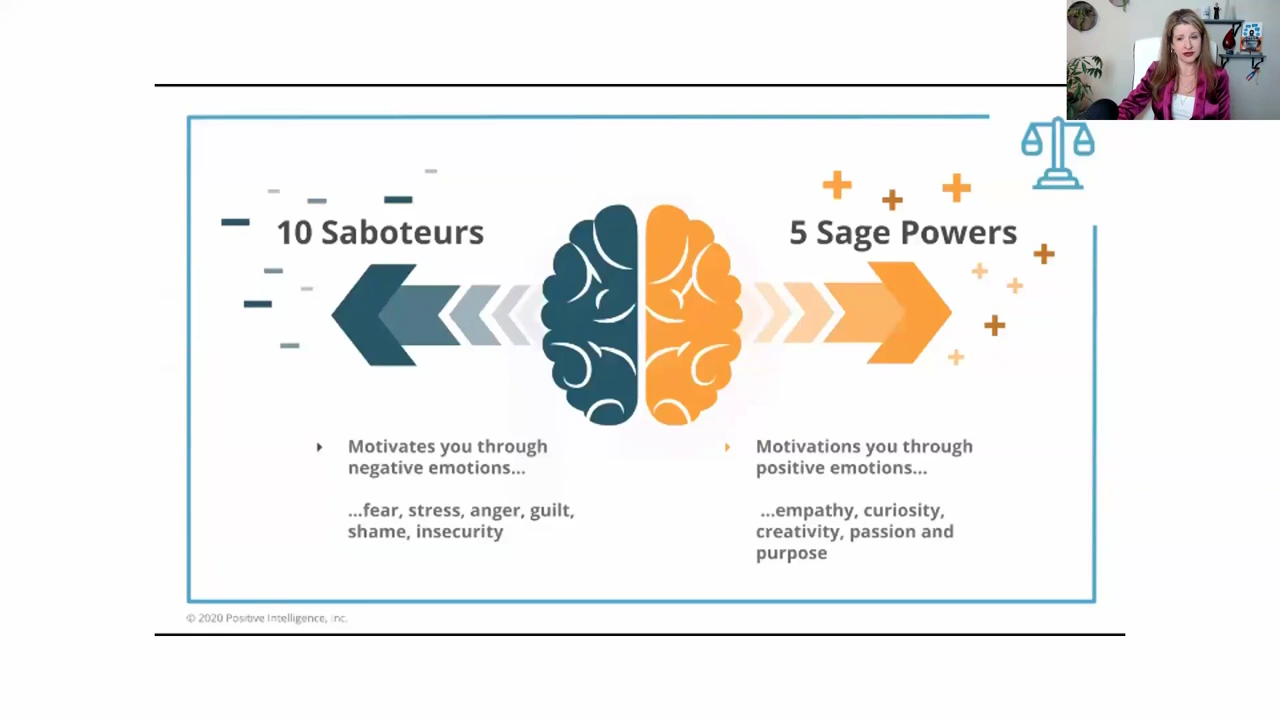 10 Saboteurs
5 Sage Powers
Motivates you through
negative emotions...
...fear, stress, anger, guilt,
shame, insecurity
Motivations you through
positive emotions...
...empathy, curiosity,
creativity, passion and
purpose
© 2020 Positive Intelligence, Inc.